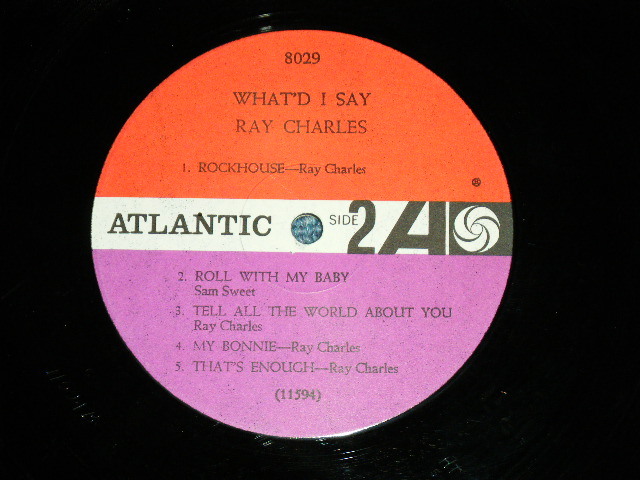 8029
WHAT'D I SAY
RAY CHARLES
1. ROCKHOUSE—Ray Charles
®
ATLANTIC SIDE 2 A
2. ROLL WITH MY BABY
Sam Sweet
3. TELL ALL THE WORLD ABOUT YOU
Ray Charles
4. MY BONNIE—Ray Charles
5. THAT'S ENOUGH—Ray Charles
(11594)